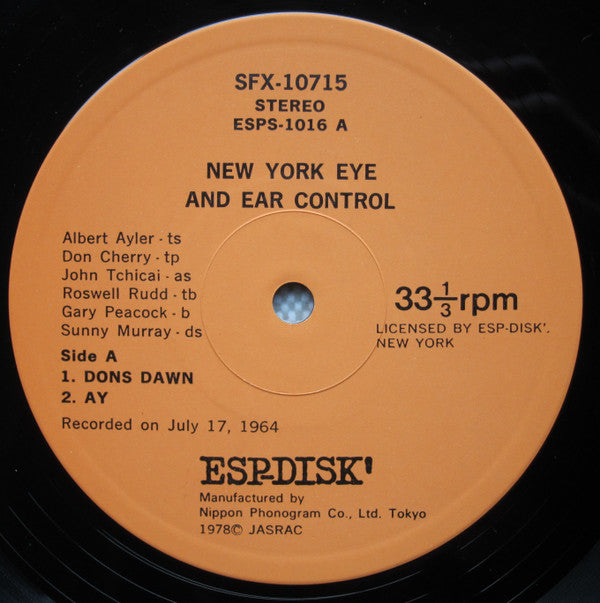 SFX-10715
STEREO
ESPS-1016 A
NEW YORK EYE
AND EAR CONTROL
Albert Ayler - ts
Don Cherry - tp
John Tchicai - as
Roswell Rudd - tb
Gary Peacock - b
Sunny Murray - ds
33 1/3 rpm
LICENSED BY ESP-DISK'.
NEW YORK
Side A
1. DONS DAWN
2. AY
Recorded on July 17, 1964
ESP-DISK'
Manufactured by
Nippon Phonogram Co., Ltd. Tokyo
1978© JASRAC